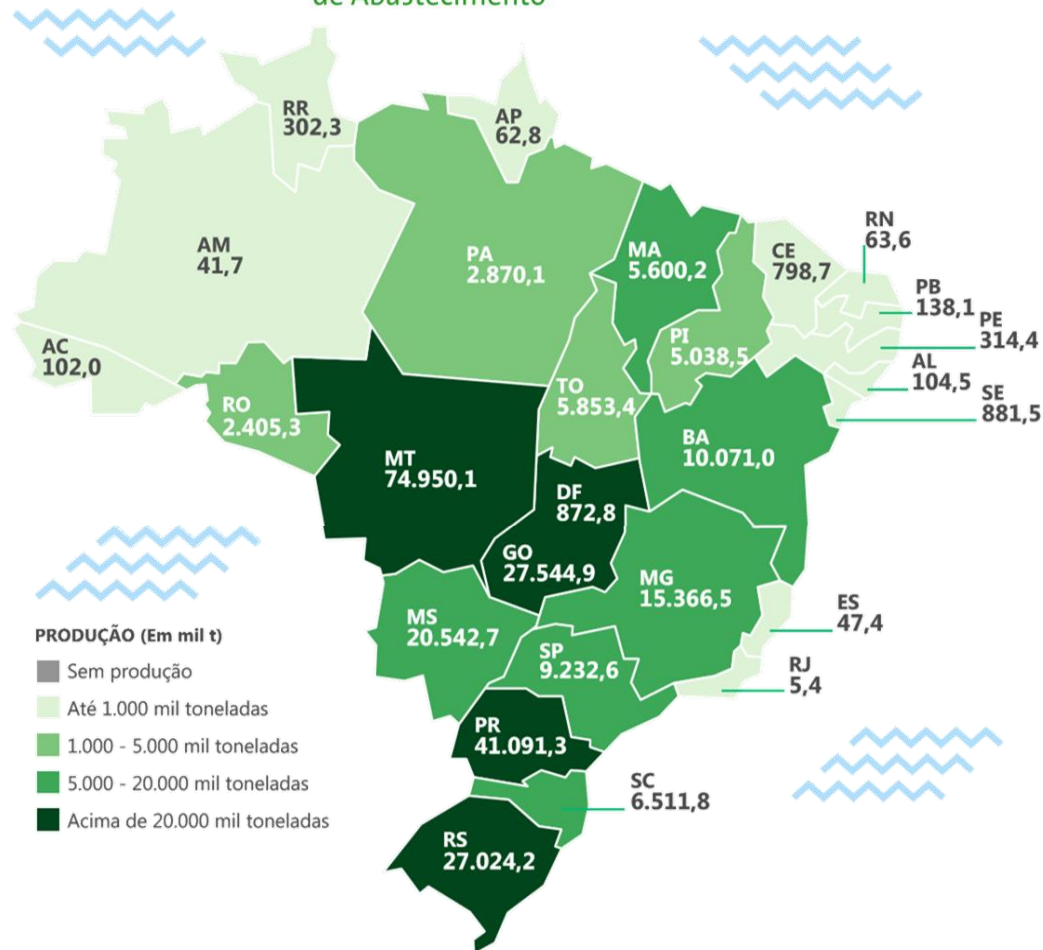 de Abastecimento
RR
302,3
AP
62,8
AM
41,7
PA
2.870,1
MA
5.600,2
CE
798,7
RN
63,6
PB
138,1
PE
314,4
AL
104,5
SE
881,5
PI
5.038,5
AC
102,0
TO
5.853,4
RO
2.405,3
BA
10.071,0
MT
74.950,1
DF
872,8
GO
27.544,9
MG
15.366,5
ES
47,4
MS
20.542,7
SP
9.232,6
RJ
5,4
PR
41.091,3
SC
6.511,8
RS
27.024,2
PRODUÇÃO (Em mil t)
Sem produção
Até 1.000 mil toneladas
1.000 - 5.000 mil toneladas
5.000 - 20.000 mil toneladas
Acima de 20.000 mil toneladas